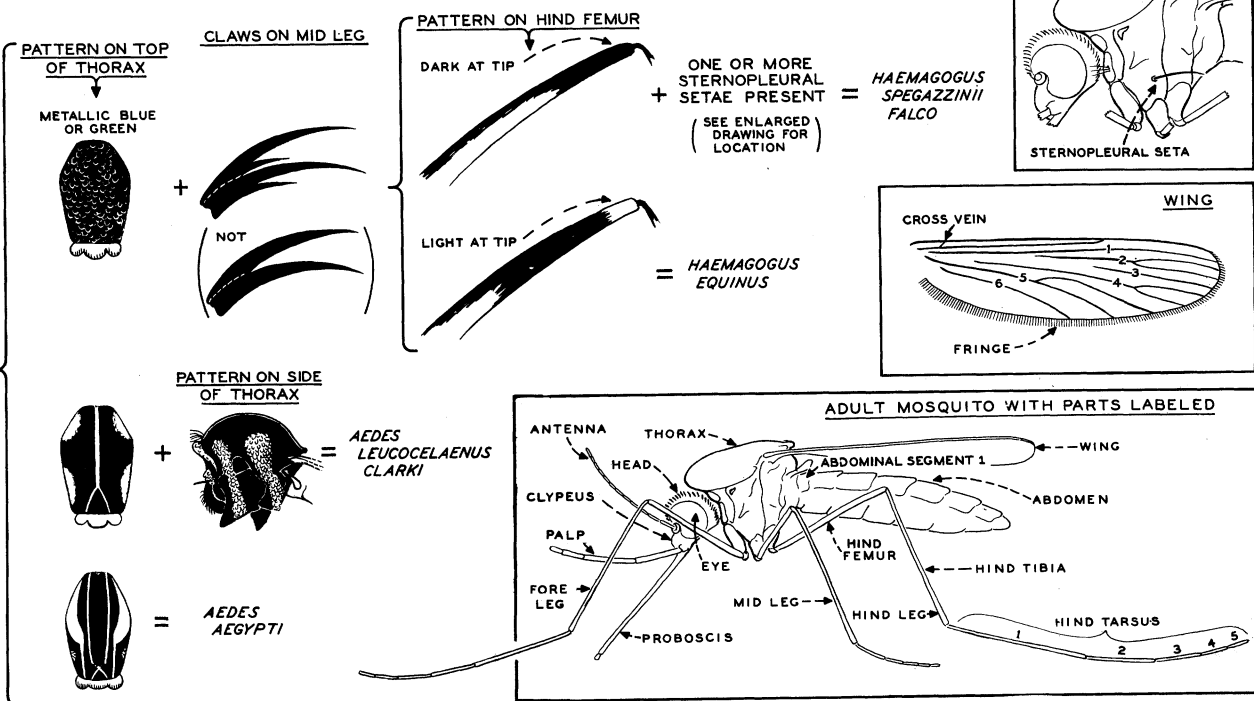 PATTERN ON TOP
OF THORAX
METALLIC BLUE
OR GREEN
+
CLAWS ON MID LEG
NOT
PATTERN ON HIND FEMUR
DARK AT TIP
+
ONE OR MORE
STERNOPLEURAL
SETAE PRESENT
(SEE ENLARGED
DRAWING FOR
LOCATION)
=
HAEMAGOGUS
SPEGAZZINII
FALCO
LIGHT AT TIP
=
HAEMAGOGUS
EQUINUS
PATTERN ON SIDE
OF THORAX
+
=
AEDES
LEUCOCELAENUS
CLARKI
=
AEDES
AEGYPTI
STERNOPLEURAL SETA
WING
CROSS VEIN
1
2
3
4
5
6
FRINGE
ADULT MOSQUITO WITH PARTS LABELED
ANTENNA
THORAX
WING
HEAD
ABDOMINAL SEGMENT 1
CLYPEUS
ABDOMEN
PALP
HIND
FEMUR
EYE
HIND TIBIA
FORE
LEG
MID LEG
HIND LEG
HIND TARSUS
PROBOSCIS
1 2 3 4 5